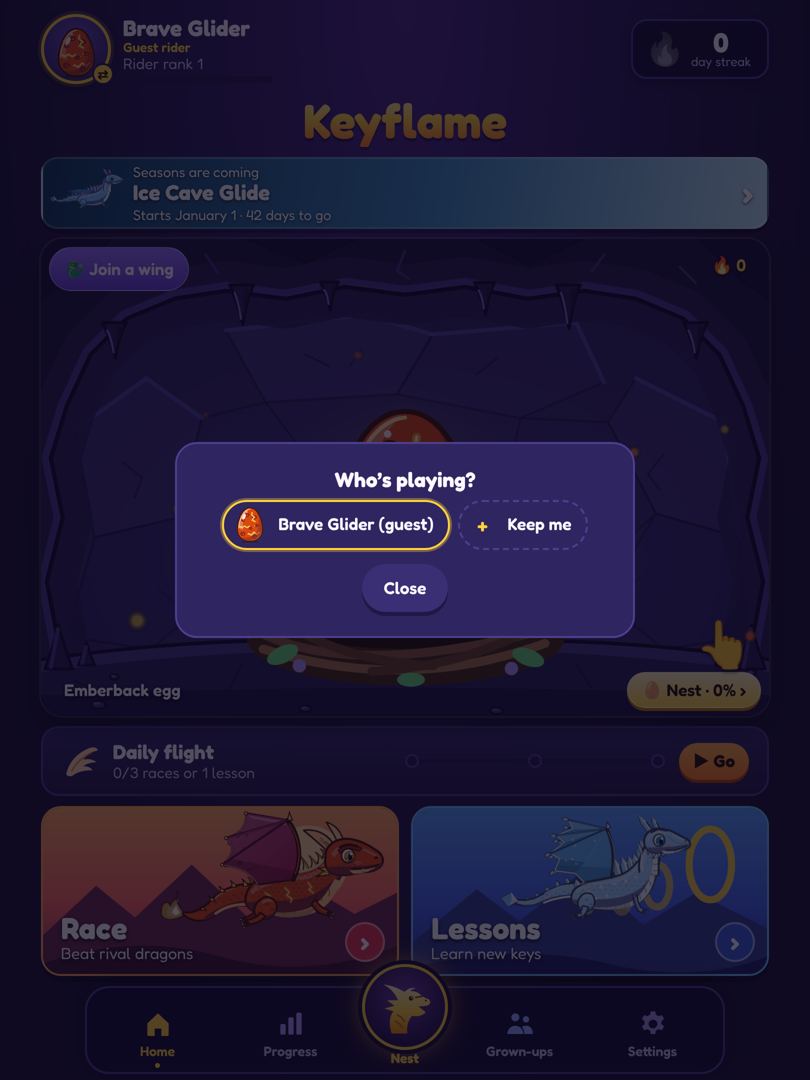 Brave Glider
Guest rider
Rider rank 1
0
day streak
Keyflame
Seasons are coming
Ice Cave Glide
Starts January 1 · 42 days to go
Join a wing
0
Who's playing?
Brave Glider (guest)
+ Keep me
Close
Emberback egg
Nest · 0% ›
Daily flight
0/3 races or 1 lesson
Go
Race
Beat rival dragons
Lessons
Learn new keys
Home
Progress
Nest
Grown-ups
Settings